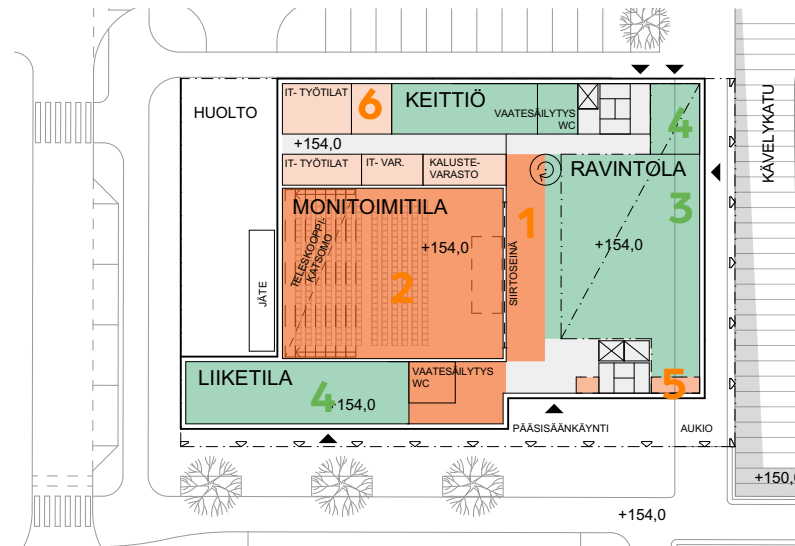 IT- TYÖTILAT
6
KEITTIÖ
HUOLTO
VAATESÄILYTYS
WC
4
KÄVELYKATU
+154,0
IT- TYÖTILAT
IT- VAR.
KALUSTE-
VARASTO
RAVINTOLA
MONITOIMITILA
1
3
TELESKOOPPI-
KATSOMO
+154,0
+154,0
2
SIIRTOSEINÄ
JÄTE
LIIKETILA
VAATESÄILYTYS
WC
5
4
+154,0
PÄÄSISÄÄNKÄYNTI
AUKIO
+150,0
+154,0